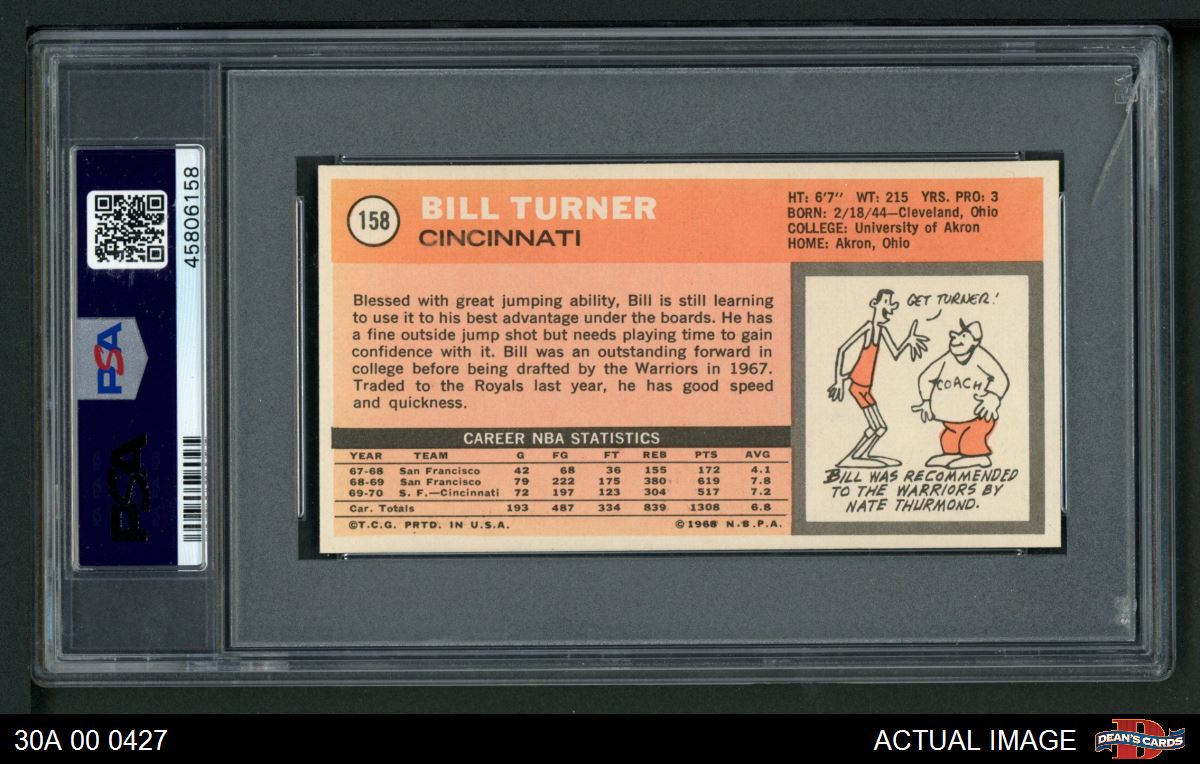 45806158
PSA
PSA
158
BILL TURNER
CINCINNATI
HT: 6'7" WT: 215 YRS. PRO: 3
BORN: 2/18/44—Cleveland, Ohio
COLLEGE: University of Akron
HOME: Akron, Ohio
Blessed with great jumping ability, Bill is still learning
to use it to his best advantage under the boards. He has
a fine outside jump shot but needs playing time to gain
confidence with it. Bill was an outstanding forward in
college before being drafted by the Warriors in 1967.
Traded to the Royals last year, he has good speed
and quickness.
CAREER NBA STATISTICS
YEAR TEAM G FG FT REB PTS AVG
67-68 San Francisco 42 68 36 155 172 4.1
68-69 San Francisco 79 222 175 380 619 7.8
69-70 S. F.—Cincinnati 72 197 123 304 517 7.2
Car. Totals 193 487 334 839 1308 6.8
©T.C.G. PRTD. IN U.S.A. ©1968 N.B.P.A.
GET TURNER!
COACH
BILL WAS RECOMMENDED
TO THE WARRIORS BY
NATE THURMOND.
30A 00 0427
ACTUAL IMAGE
D
DEAN'S CARDS